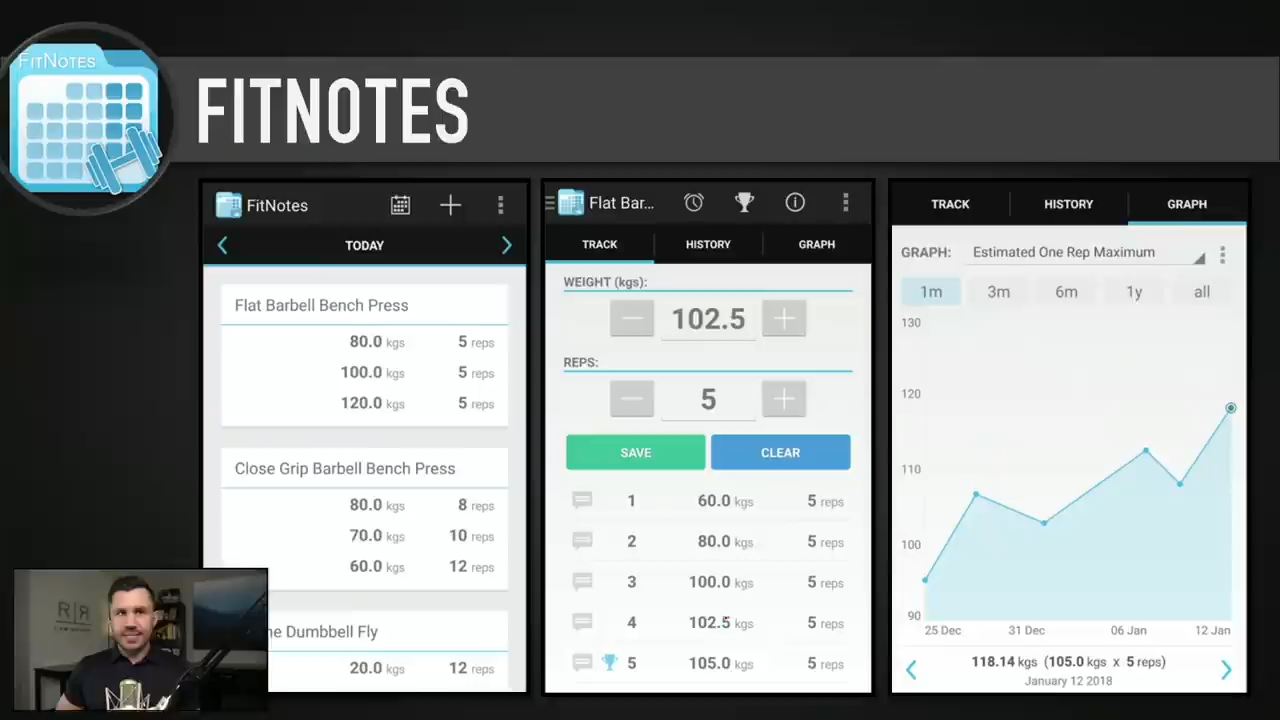 FITNOTES
FITNOTES
FitNotes
TODAY
Flat Barbell Bench Press
80.0 kgs 5 reps
100.0 kgs 5 reps
120.0 kgs 5 reps
Close Grip Barbell Bench Press
80.0 kgs 8 reps
70.0 kgs 10 reps
60.0 kgs 12 reps
Dumbbell Fly
20.0 kgs 12 reps
R|R
Flat Bar...
TRACK HISTORY GRAPH
WEIGHT (kgs):
102.5
REPS:
5
SAVE CLEAR
1 60.0 kgs 5 reps
2 80.0 kgs 5 reps
3 100.0 kgs 5 reps
4 102.5 kgs 5 reps
5 105.0 kgs 5 reps
TRACK HISTORY GRAPH
GRAPH: Estimated One Rep Maximum
1m 3m 6m 1y all
130
120
110
100
90
25 Dec 31 Dec 06 Jan 12 Jan
118.14 kgs (105.0 kgs x 5 reps)
January 12 2018